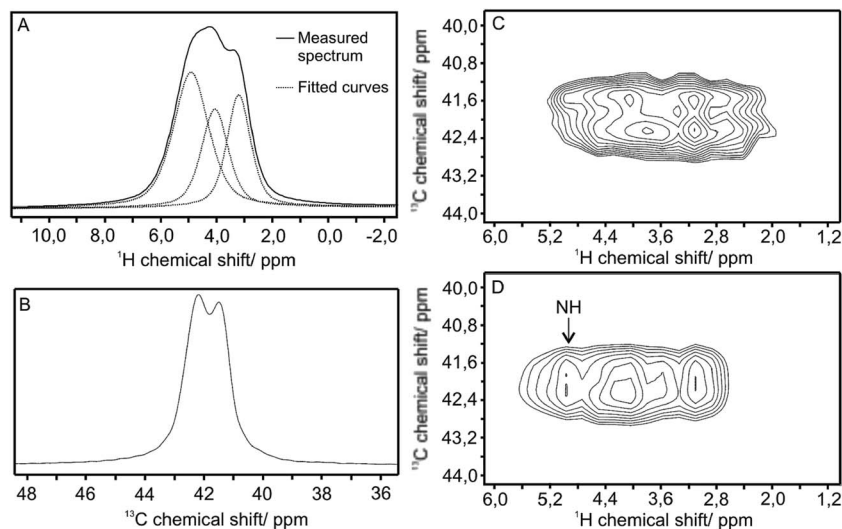 A
Measured
spectrum
Fitted curves
10,0 8,0 6,0 4,0 2,0 0,0 -2,0
¹H chemical shift/ ppm
B
48 46 44 42 40 38 36
¹³C chemical shift/ ppm
C
40,0
40,8
41,6
42,4
43,2
44,0
¹³C chemical shift/ ppm
6,0 5,2 4,4 3,6 2,8 2,0 1,2
¹H chemical shift/ ppm
D
NH
40,0
40,8
41,6
42,4
43,2
44,0
¹³C chemical shift/ ppm
6,0 5,2 4,4 3,6 2,8 2,0 1,2
¹H chemical shift/ ppm